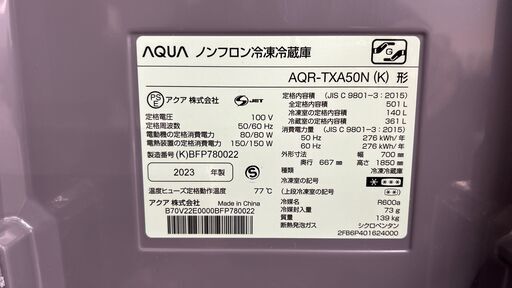 AQUA ノンフロン冷凍冷蔵庫
AQR-TXA50N (K) 形
PS E アクア 株式会社 S JET
定格電圧 100 V
定格周波数 50/60 Hz
電動機の定格消費電力 80/80 W
電熱装置の定格消費電力 150/150 W
製造番号 (K)BFP780022
2023 年製
温度ヒューズ定格動作温度 77℃
アクア 株式会社 Made in China
B70V22E0000BFP780022
定格内容積 (JIS C 9801-3:2015)
全定格内容積 501 L
冷凍室の定格内容積 140 L
冷蔵室の定格内容積 361 L
消費電力量 (JIS C 9801-3:2015)
50 Hz 276 kWh/年
60 Hz 276 kWh/年
外形寸法 幅 700 mm
奥行 667 mm 高さ 1850 mm
種類 冷凍冷蔵庫
冷凍室の記号
(上段冷凍室の記号)
冷媒名 R600a
冷媒封入量 73 g
質量 139 kg
断熱発泡ガス シクロペンタン
2FB6P401624000